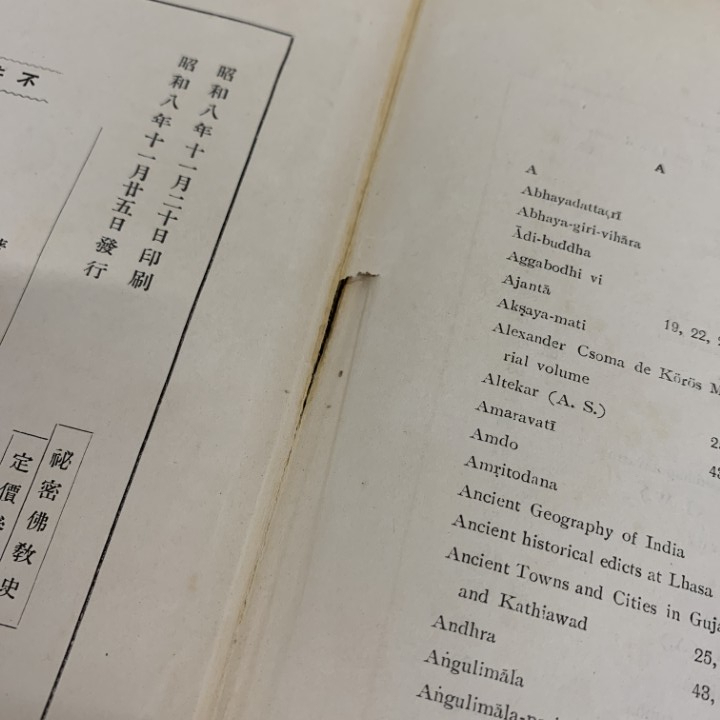 昭和八年十一月二十日印刷
昭和八年十一月廿五日發行
秘密佛敎史
定價
A
A
Abhayadattaçrī
Abhaya-giri-vihāra
Ādi-buddha
Aggabodhi vi
Ajantā
Akṣaya-mati 19, 22,
Alexander Csoma de Körös
rial volume
Altekar (A. S.)
Amaravatī
Amdo
Amṛitodana
Ancient Geography of India
Ancient historical edicts at Lhasa
Ancient Towns and Cities in
and Kathiawad
Andhra 25,
Aṅgulimāla 43,